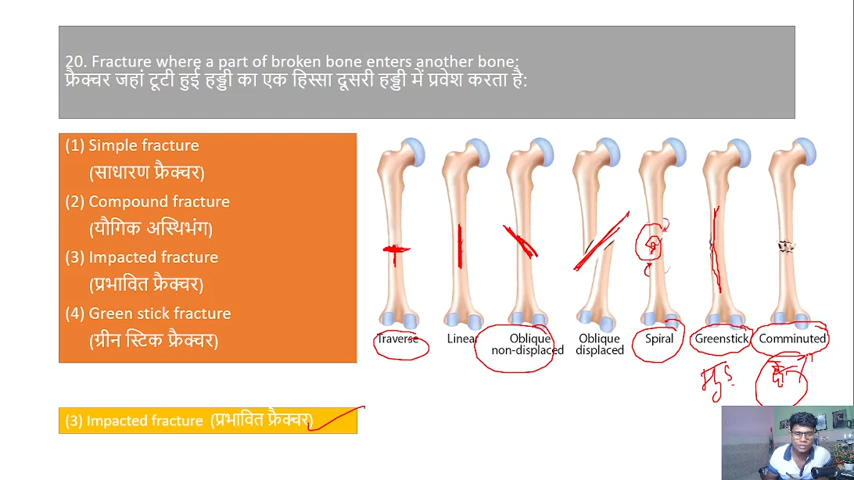 20. Fracture where a part of broken bone enters another bone:
फ्रैक्चर जहां टूटी हुई हड्डी का एक हिस्सा दूसरी हड्डी में प्रवेश करता है:
(1) Simple fracture
(साधारण फ्रैक्चर)
(2) Compound fracture
(यौगिक अस्थिभंग)
(3) Impacted fracture
(प्रभावित फ्रैक्चर)
(4) Green stick fracture
(ग्रीन स्टिक फ्रैक्चर)
Traverse
Linear
Oblique
non-displaced
Oblique
displaced
Spiral
Greenstick
Comminuted
(3) Impacted fracture (प्रभावित फ्रैक्चर)